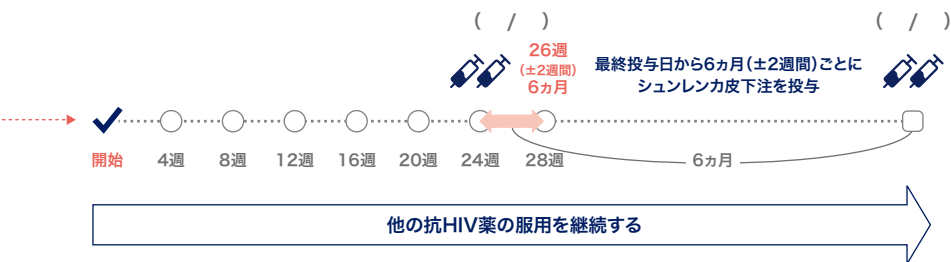 ( / )
( / )
26週
(±2週間)
6ヵ月
最終投与日から6ヵ月(±2週間)ごとに
シュンレンカ皮下注を投与
開始
4週
8週
12週
16週
20週
24週
28週
6ヵ月
他の抗HIV薬の服用を継続する